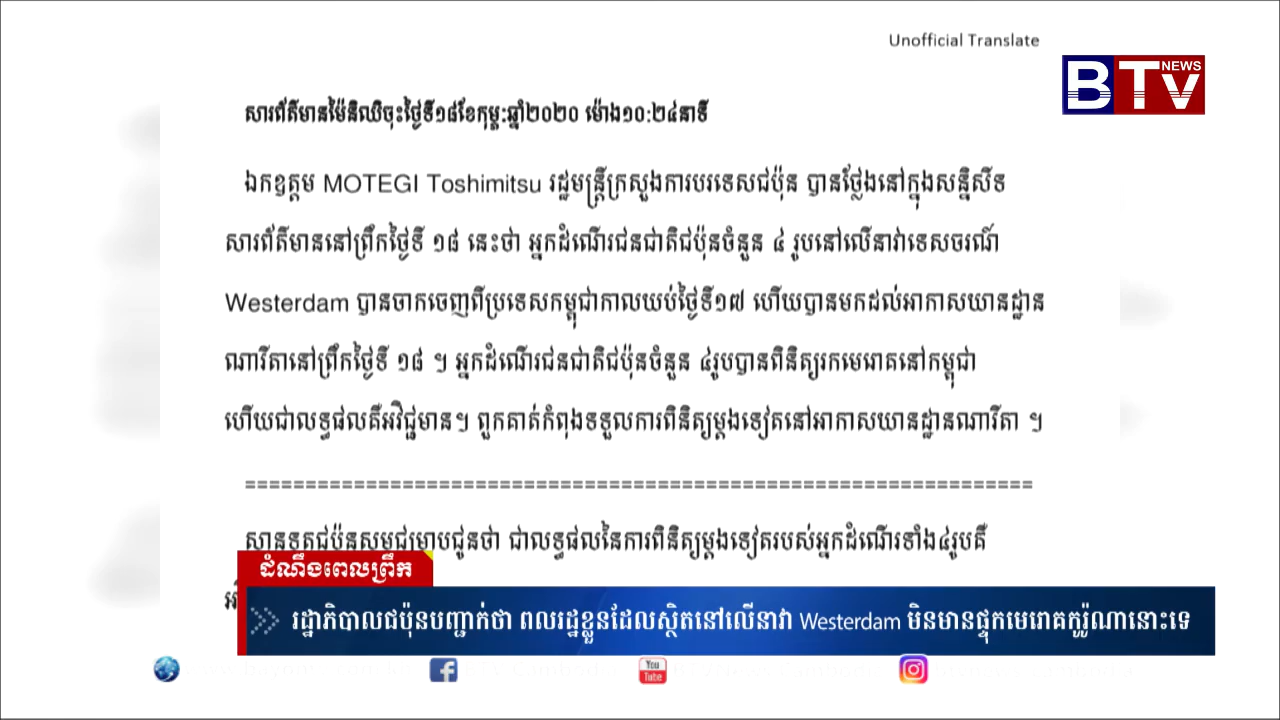 Unofficial Translate
BTV NEWS
សារព័ត៌មានម៉ៃនិឈិចុះថ្ងៃទី១៨ខែកុម្ភៈឆ្នាំ២០២០ ម៉ោង១០:២៤នាទី
ឯកឧត្តម MOTEGI Toshimitsu រដ្ឋមន្ត្រីក្រសួងការបរទេសជប៉ុន បានថ្លែងនៅក្នុងសន្និសីទ
សារព័ត៌មាននៅព្រឹកថ្ងៃទី ១៨ នេះថា អ្នកដំណើរជនជាតិជប៉ុនចំនួន ៤ រូបនៅលើនាវាទេសចរណ៍
Westerdam បានចាកចេញពីប្រទេសកម្ពុជាកាលយប់ថ្ងៃទី១៧ ហើយបានមកដល់អាកាសយានដ្ឋាន
ណារីតានៅព្រឹកថ្ងៃទី ១៨ ។ អ្នកដំណើរជនជាតិជប៉ុនចំនួន ៤រូបបានពិនិត្យរកមេរោគនៅកម្ពុជា
ហើយជាលទ្ធផលគឺអវិជ្ជមាន។ ពួកគាត់កំពុងទទួលការពិនិត្យម្តងទៀតនៅអាកាសយានដ្ឋានណារីតា ។
=================================================================
ស្ថានទូតជប៉ុនសូមជម្រាបជូនថា ជាលទ្ធផលនៃការពិនិត្យម្តងទៀតរបស់អ្នកដំណើរទាំង៤រូបគឺ
ដំណឹងពេលព្រឹក
រដ្ឋាភិបាលជប៉ុនបញ្ជាក់ថា ពលរដ្ឋខ្លួនដែលស្ថិតនៅលើនាវា Westerdam មិនមានផ្ទុកមេរោគកូរ៉ូណានោះទេ
You Tube